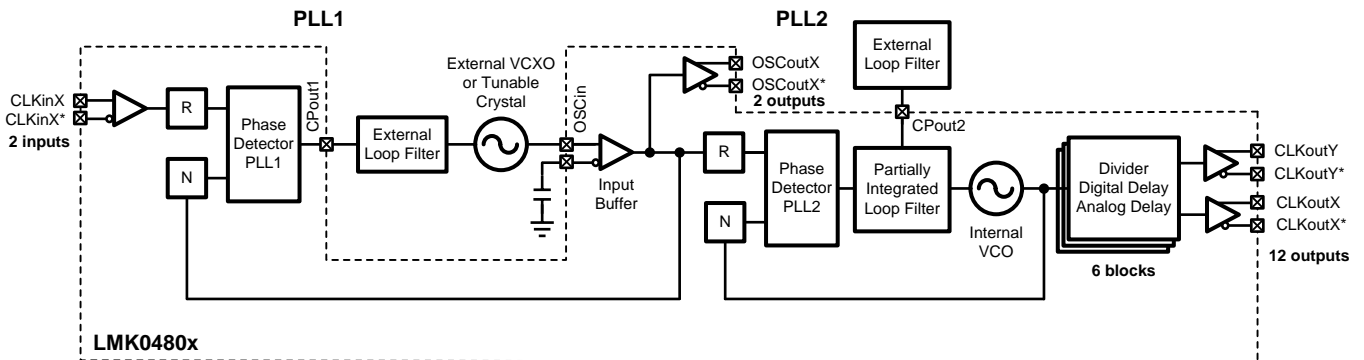 PLL1
PLL2
External VCXO
or Tunable
Crystal
External
Loop Filter
OSCoutX
OSCoutX*
2 outputs
CLKinX
CLKinX*
2 inputs
R
N
Phase
Detector
PLL1
CPout1
External
Loop Filter
OSCin
Input
Buffer
R
N
Phase
Detector
PLL2
CPout2
Partially
Integrated
Loop Filter
Internal
VCO
Divider
Digital Delay
Analog Delay
6 blocks
CLKoutY
CLKoutY*
CLKoutX
CLKoutX*
12 outputs
LMK0480x